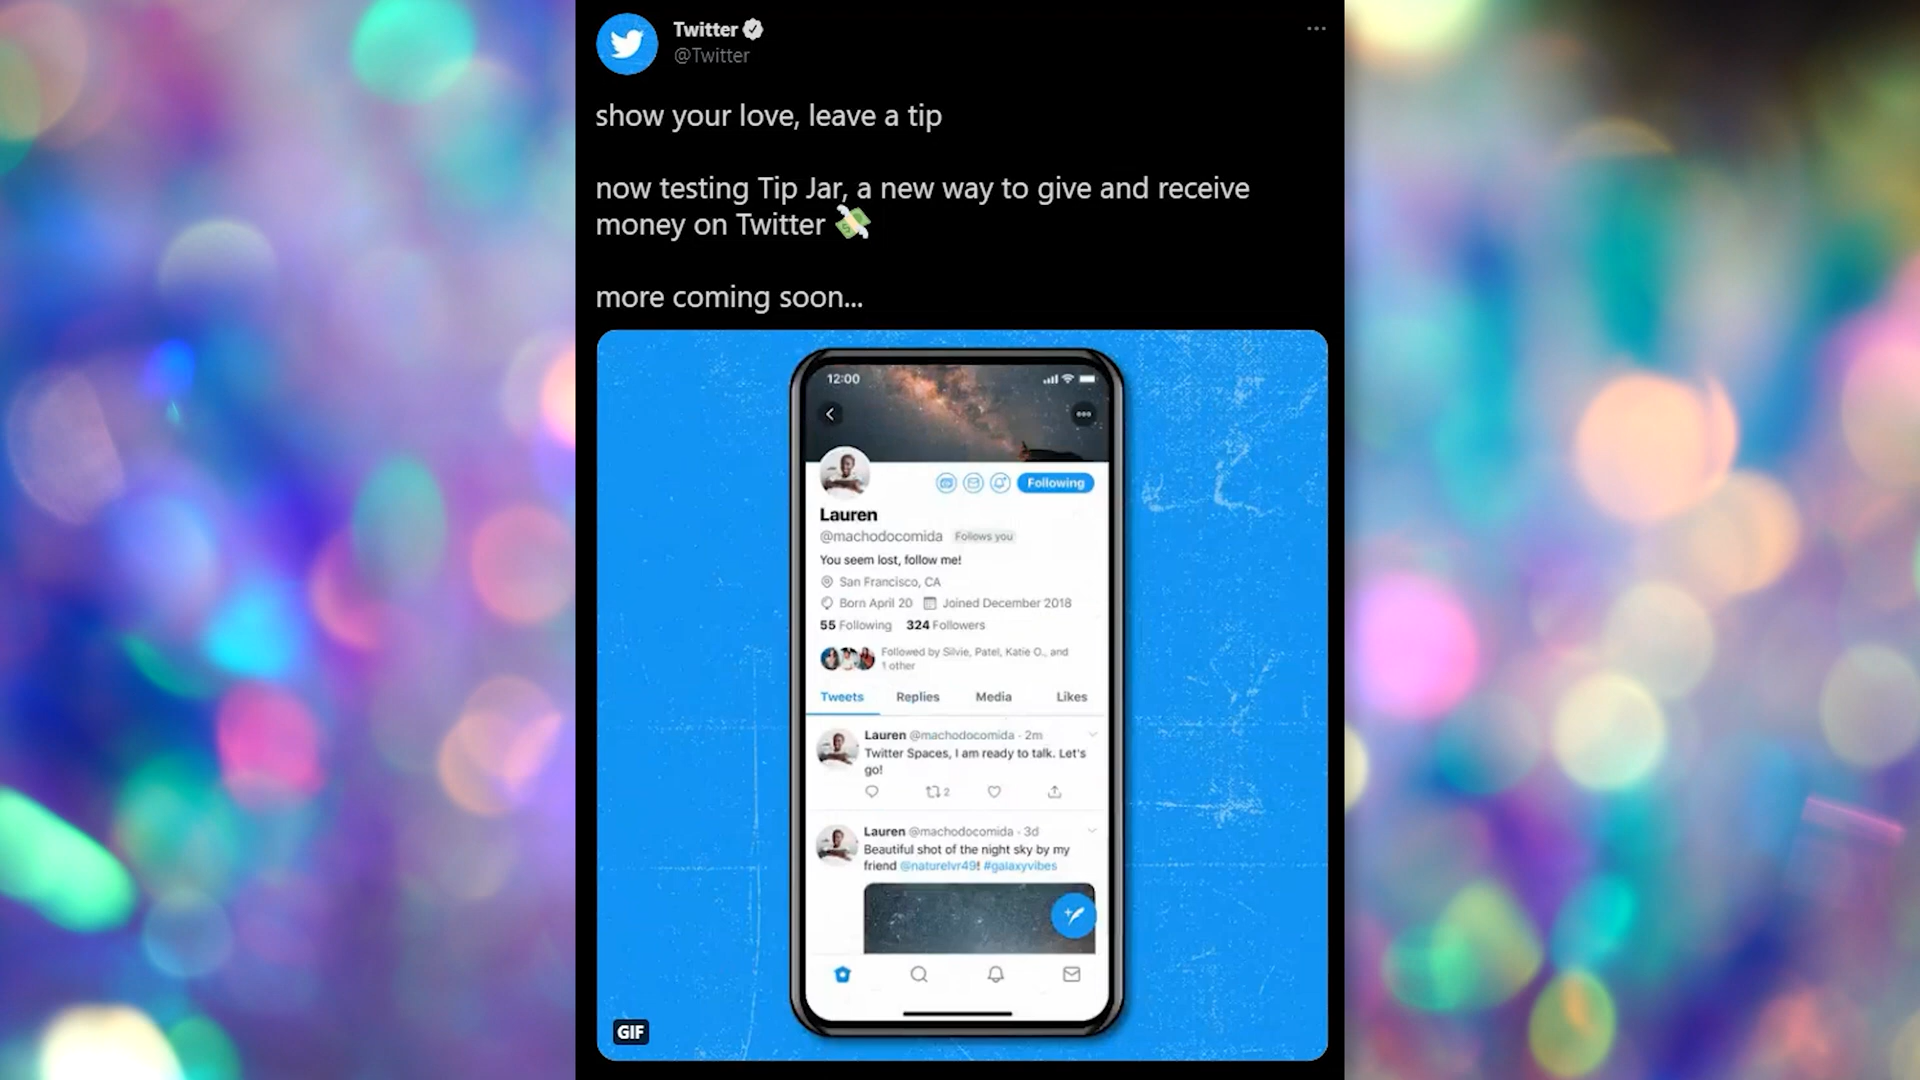 Twitter
@Twitter
show your love, leave a tip
now testing Tip Jar, a new way to give and receive
money on Twitter 💸
more coming soon...
12:00
Following
Lauren
@machodocomida Follows you
You seem lost, follow me!
San Francisco, CA
Born April 20 Joined December 2018
55 Following 324 Followers
Followed by Silvie, Patel, Katie O., and
1 other
Tweets Replies Media Likes
Lauren @machodocomida · 2m
Twitter Spaces, I am ready to talk. Let's
go!
2
Lauren @machodocomida · 3d
Beautiful shot of the night sky by my
friend @naturelvr49! #galaxyvibes
GIF